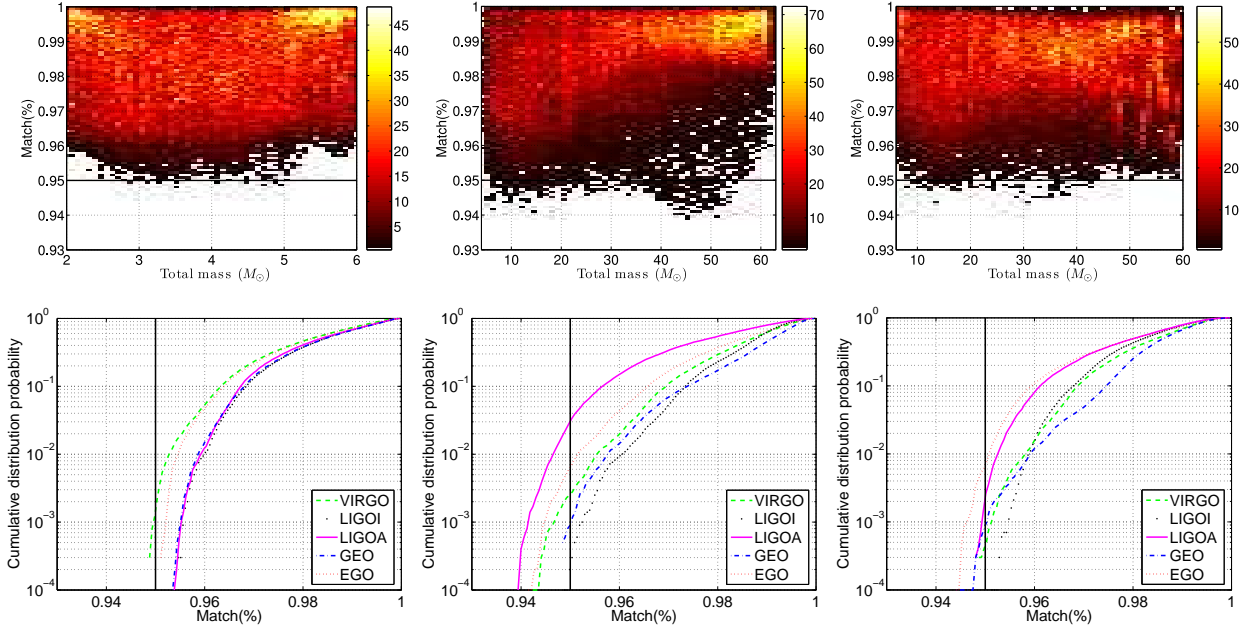 0.99
0.98
0.97
0.96
0.95
0.94
0.93
Match(%)
2 3 4 5 6
Total mass (M⊙)
45
40
35
30
25
20
15
10
5
1
0.99
0.98
0.97
0.96
0.95
0.94
0.93
Match(%)
10 20 30 40 50 60
Total mass (M⊙)
70
60
50
40
30
20
10
1
0.99
0.98
0.97
0.96
0.95
0.94
0.93
Match(%)
10 20 30 40 50 60
Total mass (M⊙)
50
40
30
20
10
10^0
10^-1
10^-2
10^-3
10^-4
Cumulative distribution probability
VIRGO
LIGOI
LIGOA
GEO
EGO
0.94 0.96 0.98 1
Match(%)
10^0
10^-1
10^-2
10^-3
10^-4
Cumulative distribution probability
VIRGO
LIGOI
LIGOA
GEO
EGO
0.94 0.96 0.98 1
Match(%)
10^0
10^-1
10^-2
10^-3
10^-4
Cumulative distribution probability
VIRGO
LIGOI
LIGOA
GEO
EGO
0.94 0.96 0.98 1
Match(%)